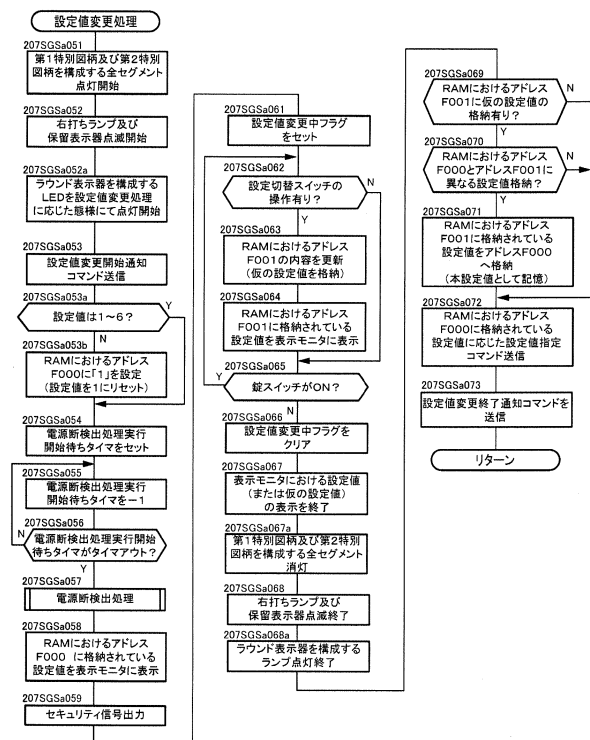 設定値変更処理
207SGSa051
第1特別図柄及び第2特別
図柄を構成する全セグメント
点灯開始
207SGSa052
右打ちランプ及び
保留表示器点滅開始
207SGSa052a
ラウンド表示器を構成する
LEDを設定値変更処理
に応じた態様にて点灯開始
207SGSa053
設定値変更開始通知
コマンド送信
207SGSa053a
設定値は1～6?
Y
N
207SGSa053b
RAMにおけるアドレス
F000に「1」を設定
(設定値を1にリセット)
207SGSa054
電源断検出処理実行
開始待ちタイマをセット
207SGSa055
電源断検出処理実行
開始待ちタイマを－1
207SGSa056
電源断検出処理実行開始
待ちタイマがタイマアウト?
N
Y
207SGSa057
電源断検出処理
207SGSa058
RAMにおけるアドレス
F000 に格納されている
設定値を表示モニタに表示
207SGSa059
セキュリティ信号出力
207SGSa061
設定値変更中フラグ
をセット
207SGSa062
設定切替スイッチの
操作有り?
N
Y
207SGSa063
RAMにおけるアドレス
F001の内容を更新
(仮の設定値を格納)
207SGSa064
RAMにおけるアドレス
F001に格納されている
設定値を表示モニタに表示
207SGSa065
錠スイッチがON?
Y
N
207SGSa066
設定値変更中フラグを
クリア
207SGSa067
表示モニタにおける設定値
(または仮の設定値)
の表示を終了
207SGSa067a
第1特別図柄及び第2特別
図柄を構成する全セグメント
消灯
207SGSa068
右打ちランプ及び
保留表示器点滅終了
207SGSa068a
ラウンド表示器を構成する
ランプ点灯終了
207SGSa069
RAMにおけるアドレス
F001に仮の設定値の
格納有り?
N
Y
207SGSa070
RAMにおけるアドレス
F000とアドレスF001に
異なる設定値格納?
N
Y
207SGSa071
RAMにおけるアドレス
F001に格納されている
設定値をアドレスF000
へ格納
(本設定値として記憶)
207SGSa072
RAMにおけるアドレス
F000に格納されている
設定値に応じた設定値指定
コマンド送信
207SGSa073
設定値変更終了通知コマンドを
送信
リターン